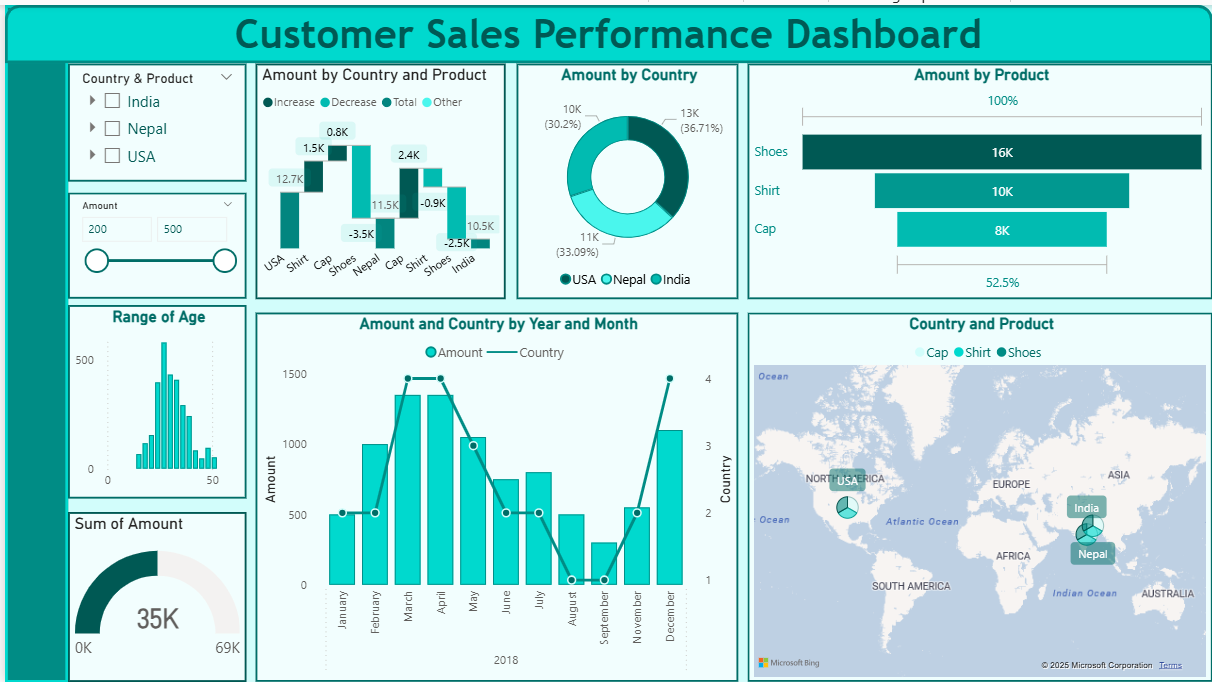 Customer Sales Performance Dashboard
Country & Product
India
Nepal
USA
Amount
200 500
Range of Age
500
0
0 50
Sum of Amount
35K
0K 69K
Amount by Country and Product
Increase Decrease Total Other
12.7K
1.5K
0.8K
-3.5K
11.5K
2.4K
-0.9K
-2.5K
10.5K
USA Shirt Cap Shoes Nepal Cap Shirt Shoes India
Amount by Country
10K
(30.2%)
13K
(36.71%)
11K
(33.09%)
USA Nepal India
Amount by Product
100%
Shoes 16K
Shirt 10K
Cap 8K
52.5%
Amount and Country by Year and Month
Amount Country
1500
1000
500
0
Amount
4
3
2
1
Country
January February March April May June July August September November December
2018
Country and Product
Cap Shirt Shoes
Ocean
NORTH AMERICA
USA
EUROPE
ASIA
India
Ocean
Atlantic Ocean
Nepal
AFRICA
SOUTH AMERICA
Indian Ocean
AUSTRALIA
Microsoft Bing
© 2025 Microsoft Corporation Terms